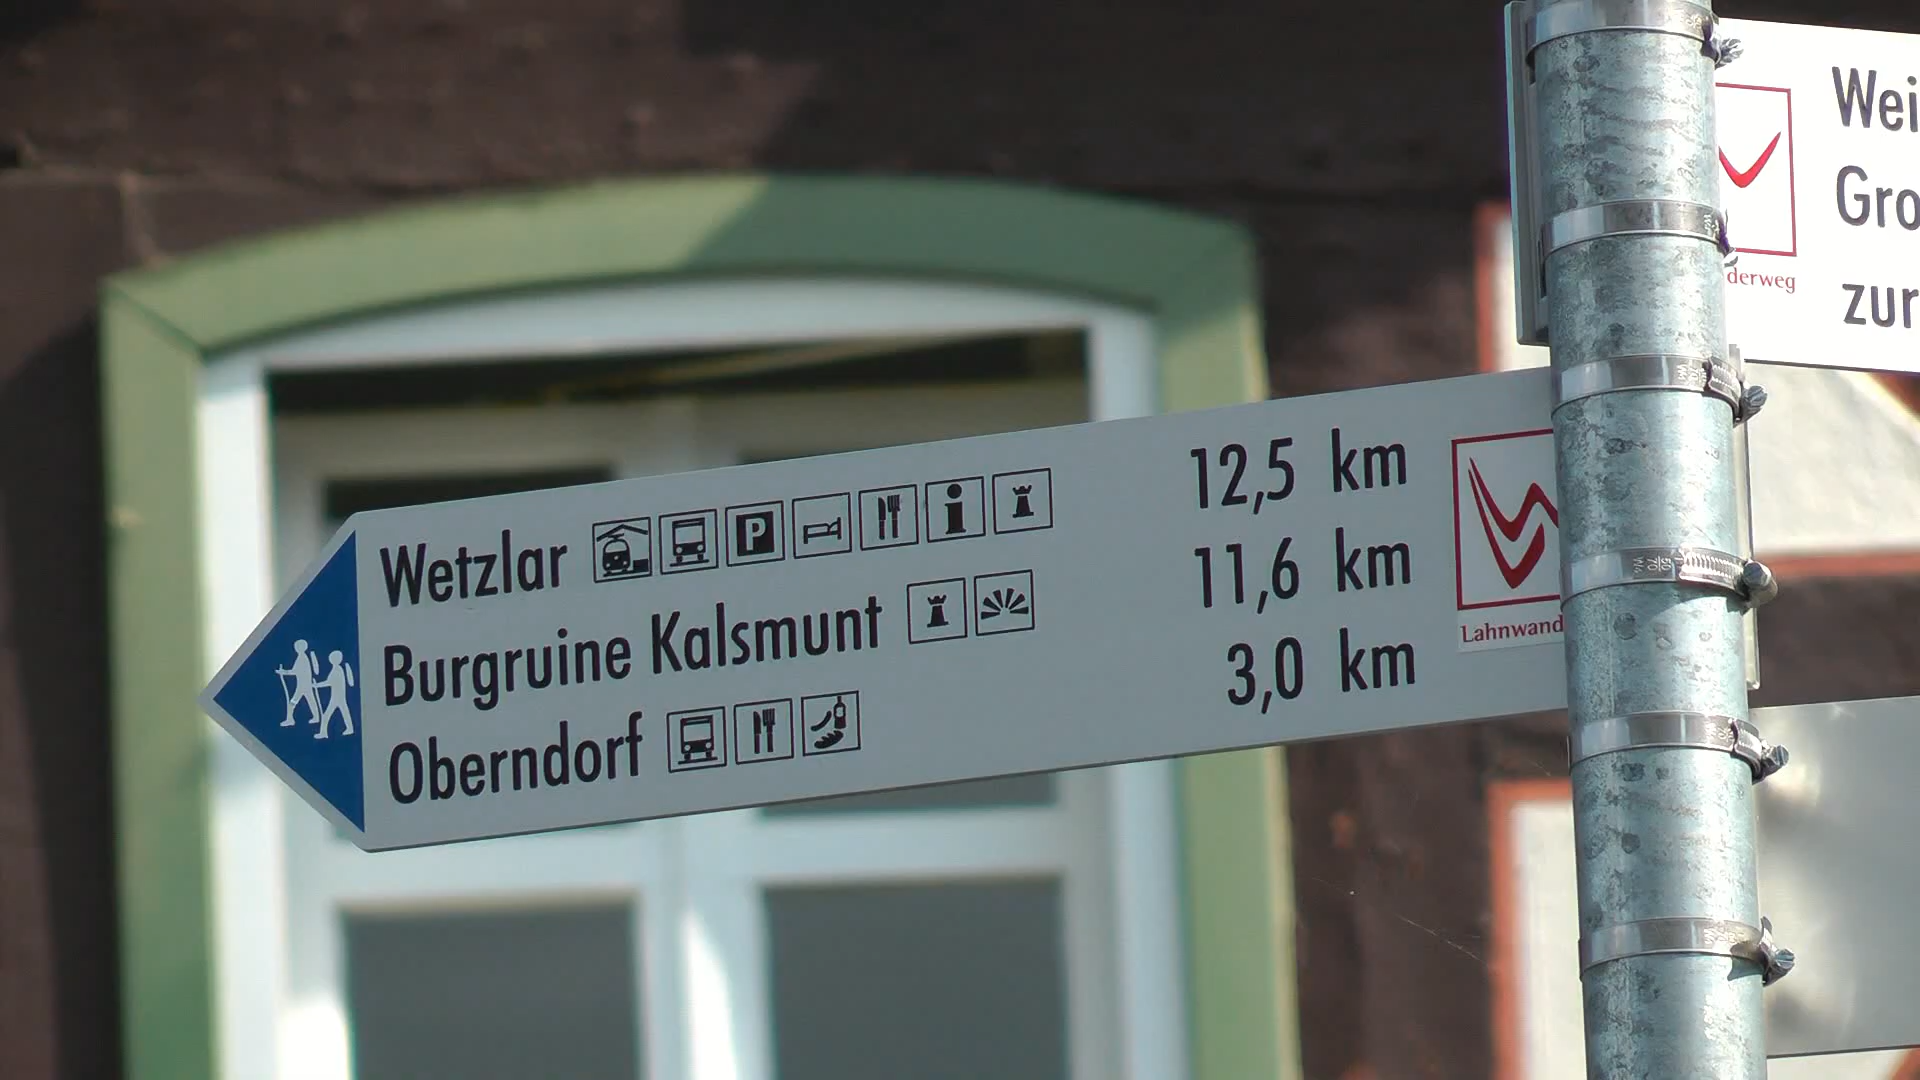 Wetzlar P i 12,5 km
Burgruine Kalsmunt 11,6 km
Oberndorf 3,0 km
Lahnwand
Wei
Gro
zur
derweg